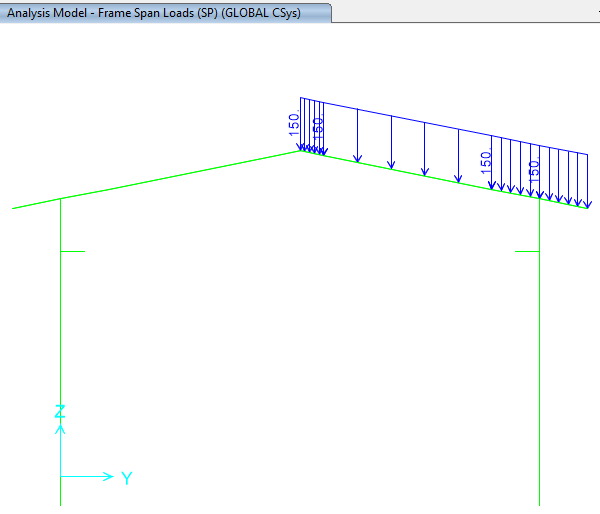 Analysis Model - Frame Span Loads (SP) (GLOBAL CSys)
150.
150.
150.
150.
Z
Y